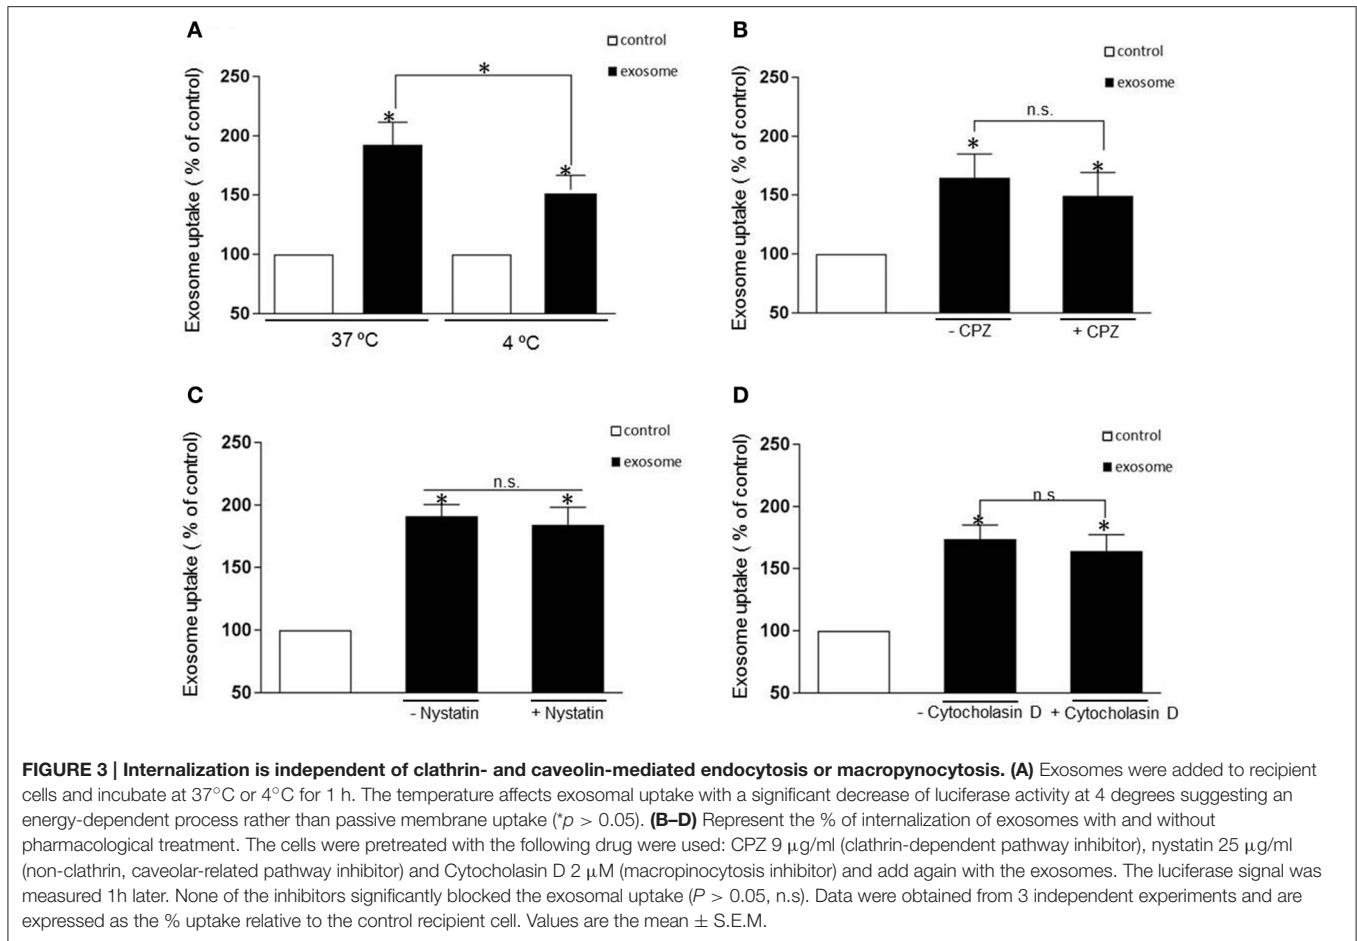 A
control
exosome
Exosome uptake ( % of control)
250
200
150
100
50
*
*
*
37 ºC
4 ºC
B
control
exosome
Exosome uptake ( % of control)
250
200
150
100
50
n.s.
*
*
- CPZ
+ CPZ
C
control
exosome
Exosome uptake ( % of control)
250
200
150
100
50
n.s.
*
*
- Nystatin
+ Nystatin
D
control
exosome
Exosome uptake ( % of control)
250
200
150
100
50
n.s
*
*
- Cytocholasin D
+ Cytocholasin D
FIGURE 3 | Internalization is independent of clathrin- and caveolin-mediated endocytosis or macropynocytosis. (A) Exosomes were added to recipient
cells and incubate at 37°C or 4°C for 1 h. The temperature affects exosomal uptake with a significant decrease of luciferase activity at 4 degrees suggesting an
energy-dependent process rather than passive membrane uptake (*p > 0.05). (B–D) Represent the % of internalization of exosomes with and without
pharmacological treatment. The cells were pretreated with the following drug were used: CPZ 9 μg/ml (clathrin-dependent pathway inhibitor), nystatin 25 μg/ml
(non-clathrin, caveolar-related pathway inhibitor) and Cytocholasin D 2 μM (macropinocytosis inhibitor) and add again with the exosomes. The luciferase signal was
measured 1h later. None of the inhibitors significantly blocked the exosomal uptake (P > 0.05, n.s). Data were obtained from 3 independent experiments and are
expressed as the % uptake relative to the control recipient cell. Values are the mean ± S.E.M.